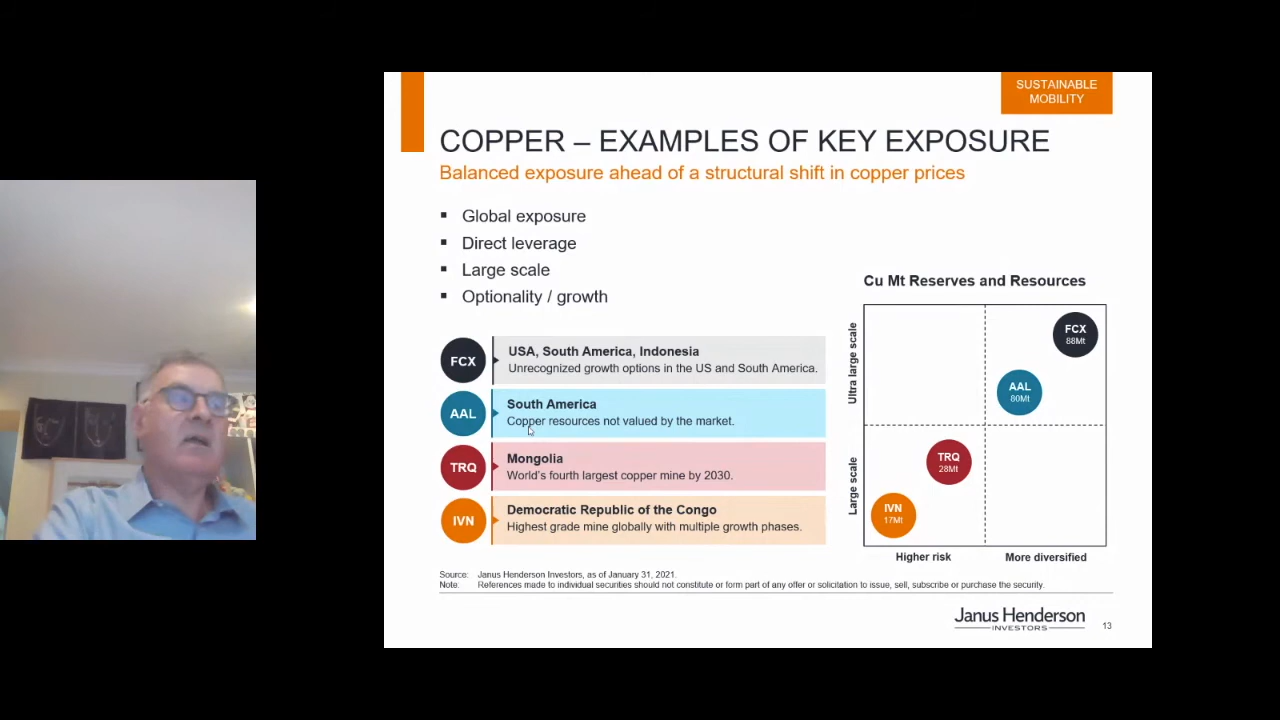 SUSTAINABLE
MOBILITY
COPPER – EXAMPLES OF KEY EXPOSURE
Balanced exposure ahead of a structural shift in copper prices
▪ Global exposure
▪ Direct leverage
▪ Large scale
▪ Optionality / growth
FCX
USA, South America, Indonesia
Unrecognized growth options in the US and South America.
AAL
South America
Copper resources not valued by the market.
TRQ
Mongolia
World's fourth largest copper mine by 2030.
IVN
Democratic Republic of the Congo
Highest grade mine globally with multiple growth phases.
Cu Mt Reserves and Resources
Ultra large scale
Large scale
FCX
88Mt
AAL
80Mt
TRQ
28Mt
IVN
17Mt
Higher risk
More diversified
Source: Janus Henderson Investors, as of January 31, 2021.
Note: References made to individual securities should not constitute or form part of any offer or solicitation to issue, sell, subscribe or purchase the security.
Janus Henderson
INVESTORS
13